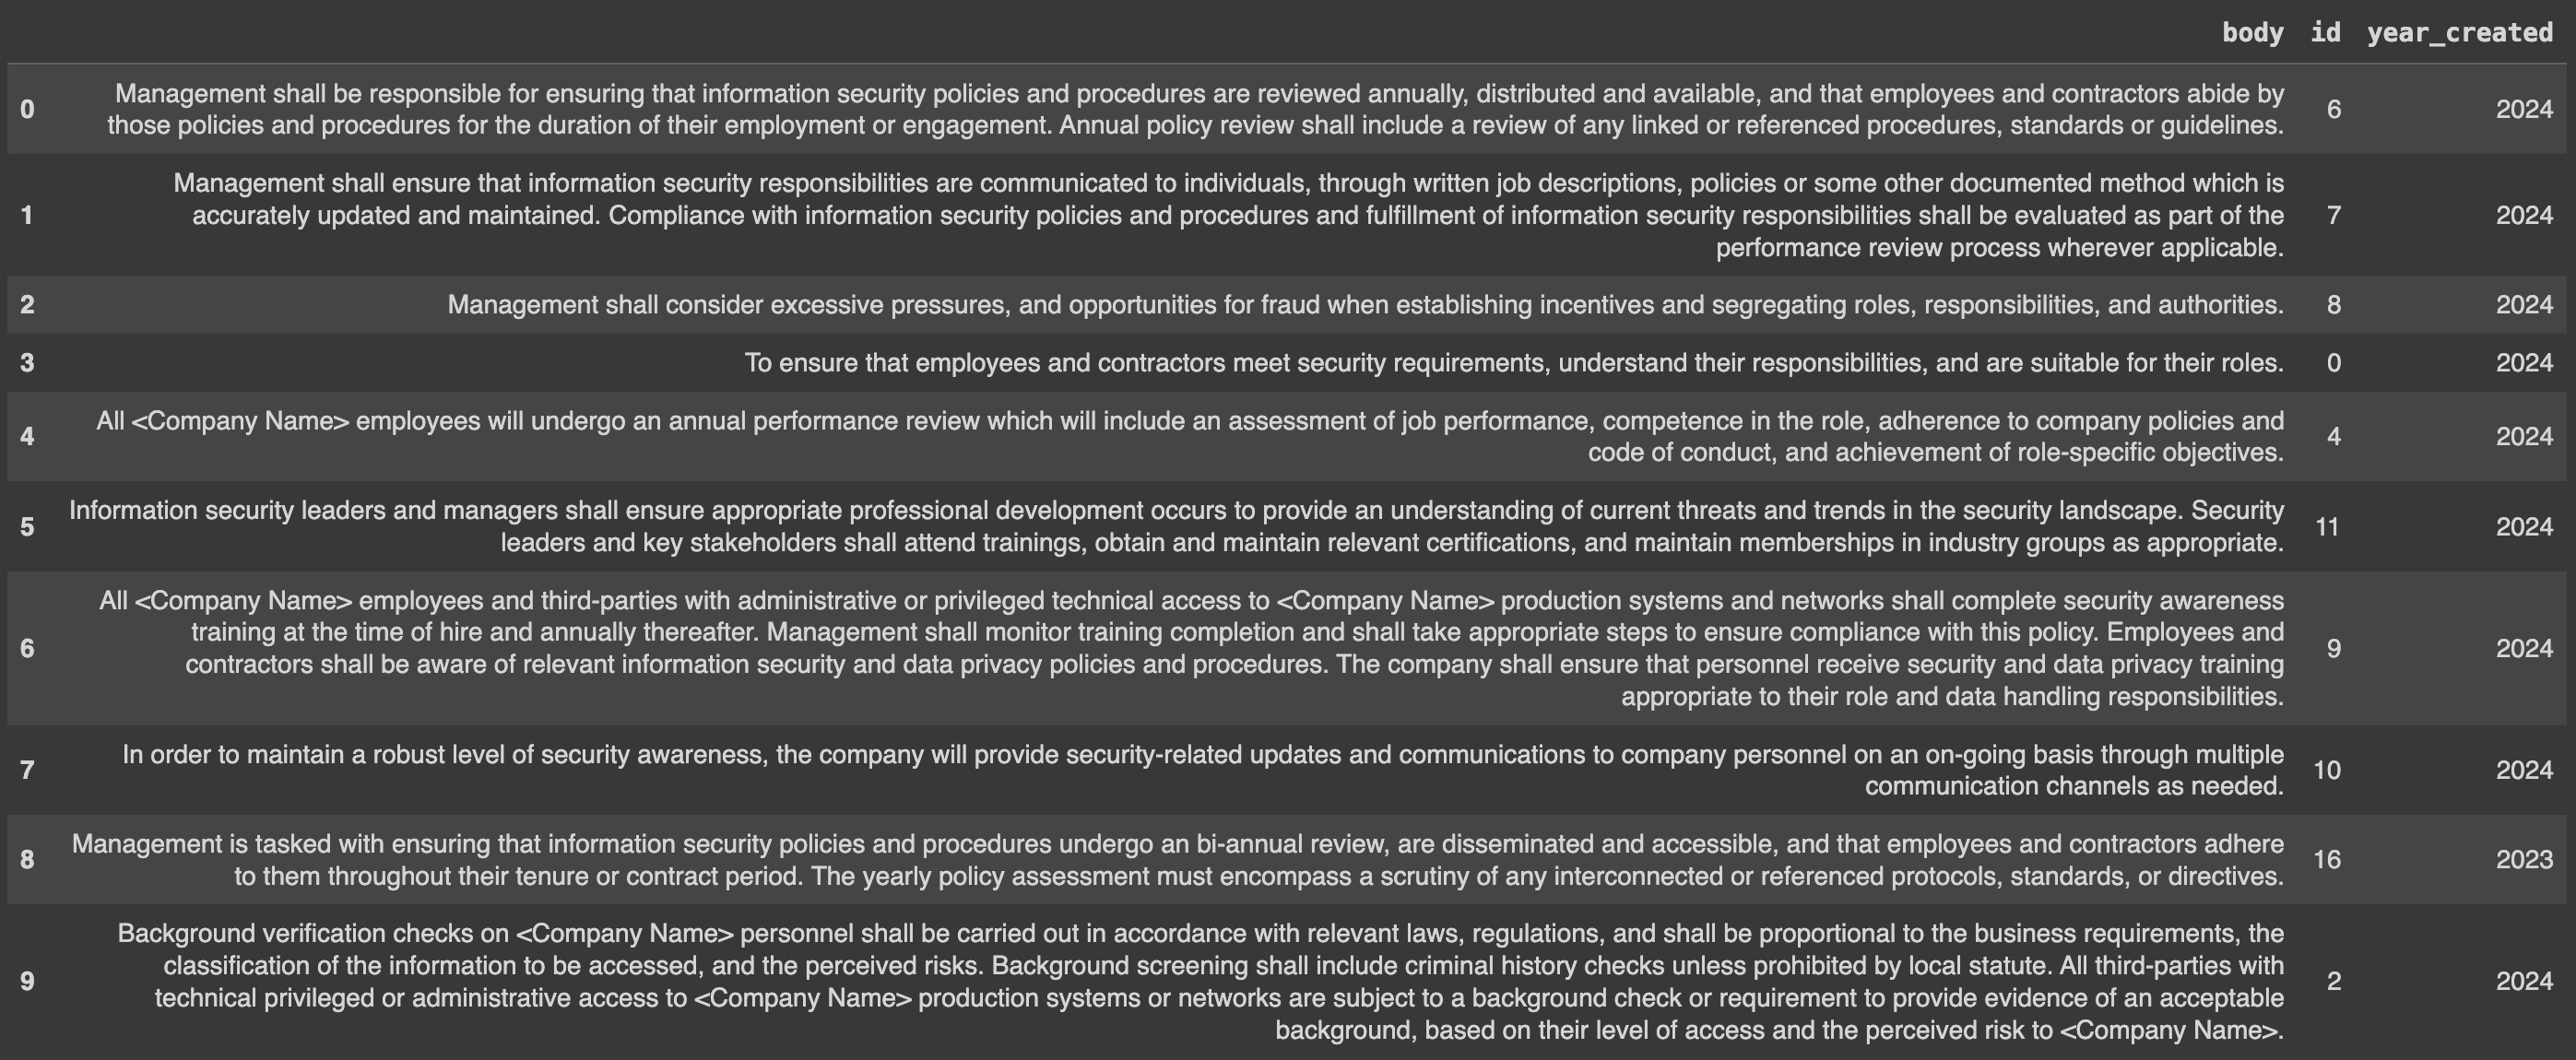 body id year_created
0 Management shall be responsible for ensuring that information security policies and procedures are reviewed annually, distributed and available, and that employees and contractors abide by
those policies and procedures for the duration of their employment or engagement. Annual policy review shall include a review of any linked or referenced procedures, standards or guidelines. 6 2024
1 Management shall ensure that information security responsibilities are communicated to individuals, through written job descriptions, policies or some other documented method which is
accurately updated and maintained. Compliance with information security policies and procedures and fulfillment of information security responsibilities shall be evaluated as part of the
performance review process wherever applicable. 7 2024
2 Management shall consider excessive pressures, and opportunities for fraud when establishing incentives and segregating roles, responsibilities, and authorities. 8 2024
3 To ensure that employees and contractors meet security requirements, understand their responsibilities, and are suitable for their roles. 0 2024
4 All <Company Name> employees will undergo an annual performance review which will include an assessment of job performance, competence in the role, adherence to company policies and
code of conduct, and achievement of role-specific objectives. 4 2024
5 Information security leaders and managers shall ensure appropriate professional development occurs to provide an understanding of current threats and trends in the security landscape. Security
leaders and key stakeholders shall attend trainings, obtain and maintain relevant certifications, and maintain memberships in industry groups as appropriate. 11 2024
6 All <Company Name> employees and third-parties with administrative or privileged technical access to <Company Name> production systems and networks shall complete security awareness
training at the time of hire and annually thereafter. Management shall monitor training completion and shall take appropriate steps to ensure compliance with this policy. Employees and
contractors shall be aware of relevant information security and data privacy policies and procedures. The company shall ensure that personnel receive security and data privacy training
appropriate to their role and data handling responsibilities. 9 2024
7 In order to maintain a robust level of security awareness, the company will provide security-related updates and communications to company personnel on an on-going basis through multiple
communication channels as needed. 10 2024
8 Management is tasked with ensuring that information security policies and procedures undergo an bi-annual review, are disseminated and accessible, and that employees and contractors adhere
to them throughout their tenure or contract period. The yearly policy assessment must encompass a scrutiny of any interconnected or referenced protocols, standards, or directives. 16 2023
9 Background verification checks on <Company Name> personnel shall be carried out in accordance with relevant laws, regulations, and shall be proportional to the business requirements, the
classification of the information to be accessed, and the perceived risks. Background screening shall include criminal history checks unless prohibited by local statute. All third-parties with
technical privileged or administrative access to <Company Name> production systems or networks are subject to a background check or requirement to provide evidence of an acceptable
background, based on their level of access and the perceived risk to <Company Name>. 2 2024